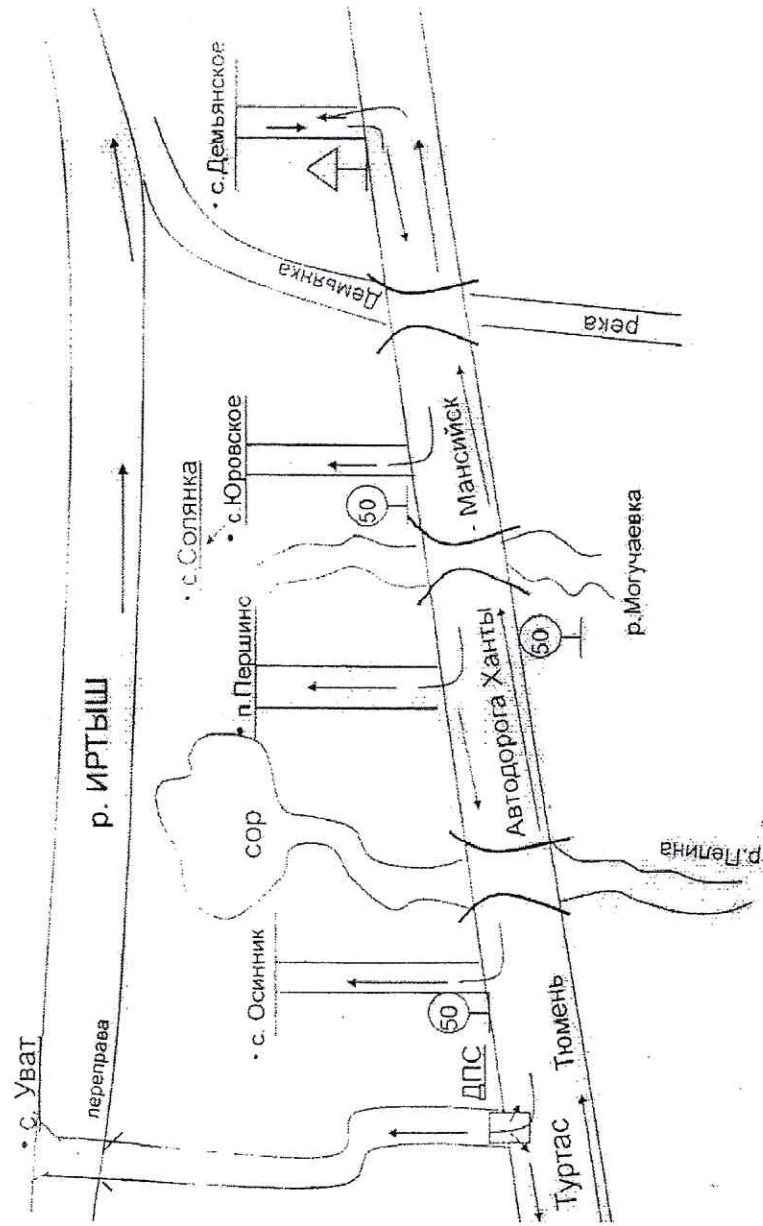 • с. Уват
переправа
р. ИРТЫШ
• с. Осинник
50
ДПС
Туртас
Тюмень
сор
р.Пелина
• п. Першино
Автодорога Ханты - Мансийск
50
р.Могучаевка
• с Солянка
• с.Юровское
50
Демьянка
река
• с.Демьянское